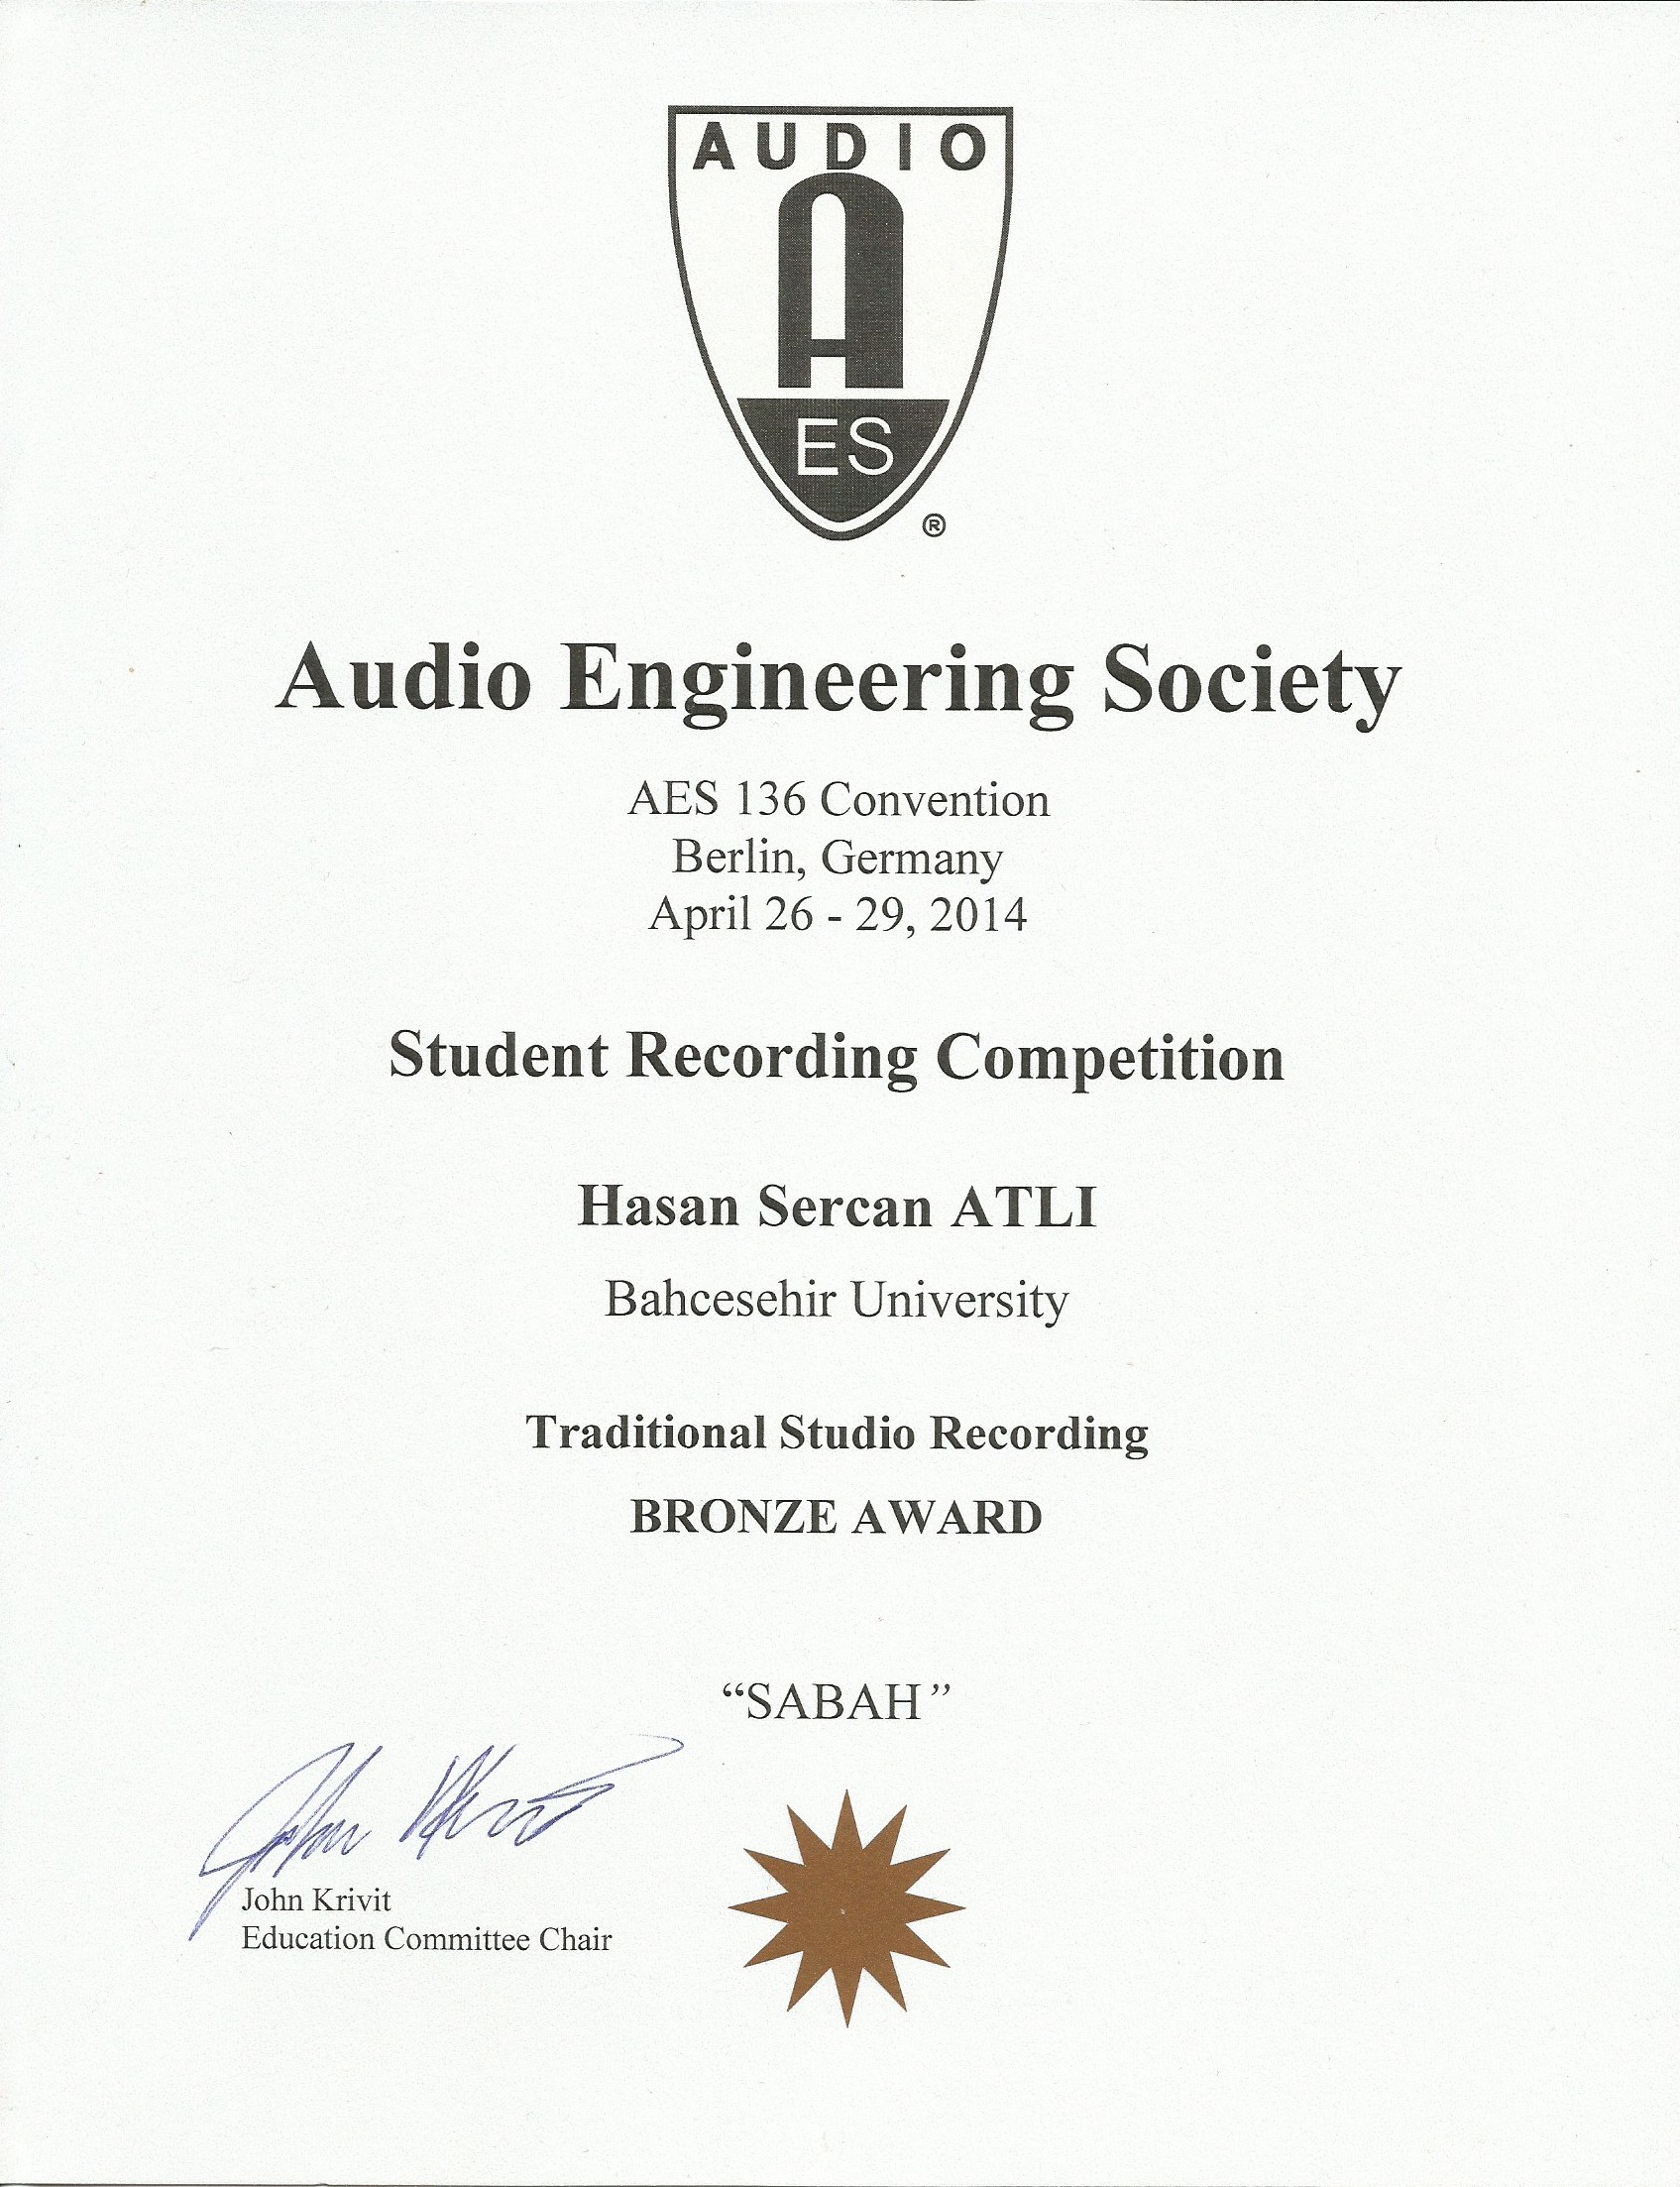 AUDIO
A
ES
®
Audio Engineering Society
AES 136 Convention
Berlin, Germany
April 26 - 29, 2014
Student Recording Competition
Hasan Sercan ATLI
Bahcesehir University
Traditional Studio Recording
BRONZE AWARD
“SABAH”
John Krivit
John Krivit
Education Committee Chair